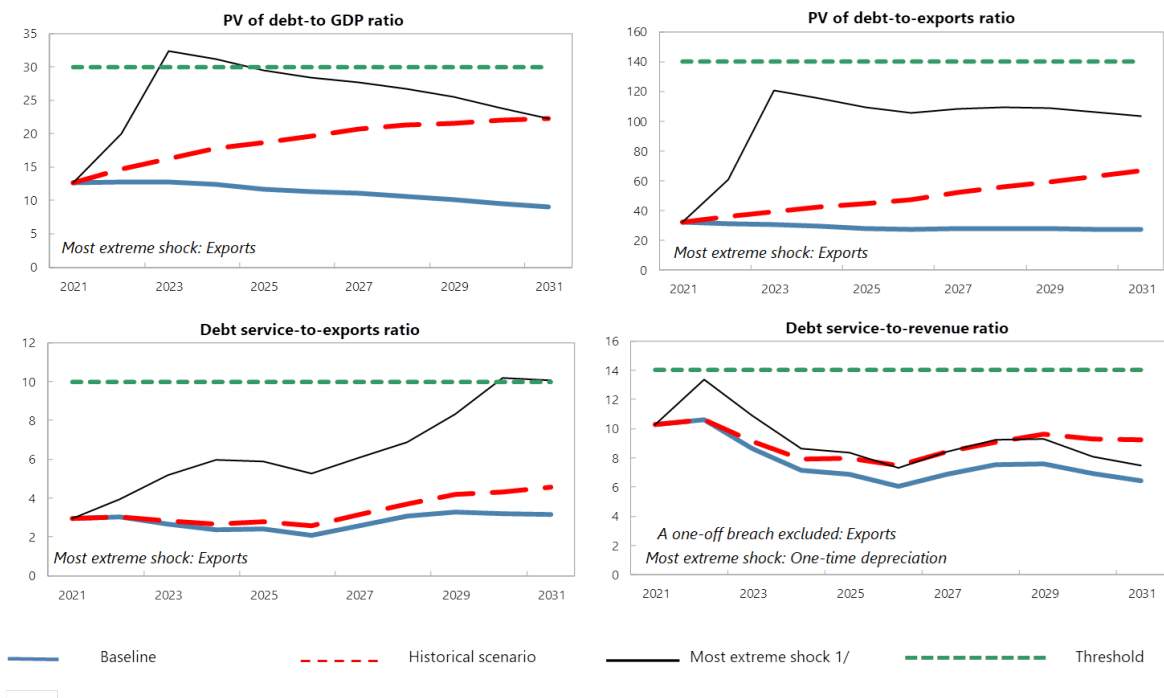 PV of debt-to GDP ratio
35
30
25
20
15
10
5
0
Most extreme shock: Exports
2021 2023 2025 2027 2029 2031
PV of debt-to-exports ratio
160
140
120
100
80
60
40
20
0
Most extreme shock: Exports
2021 2023 2025 2027 2029 2031
Debt service-to-exports ratio
12
10
8
6
4
2
0
Most extreme shock: Exports
2021 2023 2025 2027 2029 2031
Debt service-to-revenue ratio
16
14
12
10
8
6
4
2
0
A one-off breach excluded: Exports
Most extreme shock: One-time depreciation
2021 2023 2025 2027 2029 2031
Baseline Historical scenario Most extreme shock 1/ Threshold